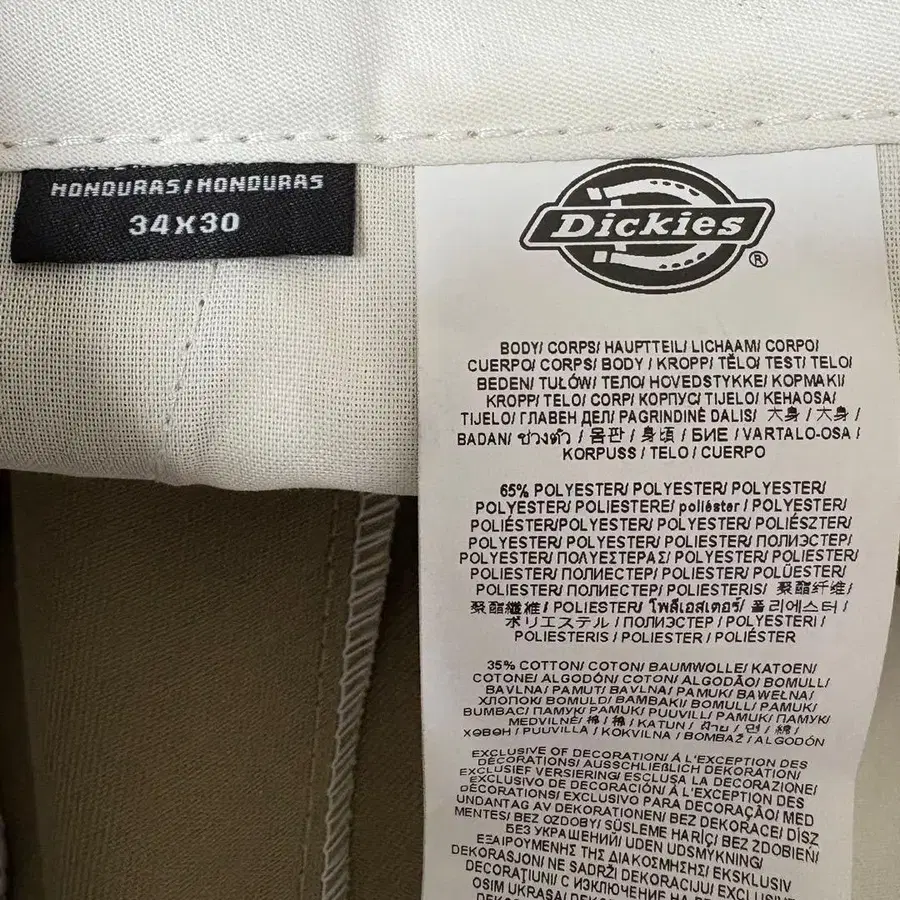 HONDURAS/HONDURAS
34X30
Dickies®
BODY/ CORPS/ HAUPTTEIL/ LICHAAM/ CORPO/
CUERPO/ CORPS/ BODY / KROPP/ TĚLO/ TEST/ TELO/
BEDEN/ TUŁÓW/ ΤΕΛΟ/ HOVEDSTYKKE/ KOPMAKI/
KROPP/ TELO/ CORP/ КОРПУС/ TIJELO/ KEHAOSA/
TIJELO/ ГЛАВЕН ДЕЛ/ PAGRINDINĖ DALIS/ 大身 / 大身 /
BADAN/ ช่วงตัว / 몸판 / 身頃 / БИЕ / VARTALO-OSA /
KORPUSS / TELO / CUERPO
65% POLYESTER/ POLYESTER/ POLYESTER/
POLYESTER/ POLIESTERE/ poliéster / POLYESTER/
POLIÉSTER/POLYESTER/ POLYESTER/ POLIÉSZTER/
POLYESTER/ POLYESTER/ POLYESTER/ ПОЛИЭСТЕР/
POLYESTER/ ΠΟΛΥΕΣΤΕΡΑΣ/ POLYESTER/ POLYESTER/
POLIESTER/ ПОЛИЕСТЕР/ POLIESTER/ POLÜESTER/
POLIESTER/ ПОЛИЕСТЕР/ POLIESTERIS/ 聚酯纤维/
聚酯纖維/ POLIESTER/ โพลีเอสเตอร์/ 폴리에스터 /
ポリエステル / ПОЛИЭСТЕР / POLYESTERI /
POLIESTERIS / POLIESTER / POLIÉSTER
35% COTTON/ COTON/ BAUMWOLLE/ KATOEN/
COTONE/ ALGODÓN/ COTON/ ALGODÃO/ BOMULL/
BAVLNA/ PAMUT/ BAVLNA/ PAMUK/ BAWEŁNA/
ХЛОПОК/ BOMULD/ BAMBAKI/ BOMULL/ PAMUK/
BUMBAC/ ПАМУК/ PAMUK/ PUUVILL/ PAMUK/ ПАМУК/
MEDVILNĖ/ 棉 / 棉 / KATUN / ฝ้าย / 면 / 綿 /
ХӨВӨН / PUUVILLA / KOKVILNA / BOMBAŽ / ALGODÓN
EXCLUSIVE OF DECORATION/ À L'EXCEPTION DES
DÉCORATIONS/ AUSSCHLIEßLICH DEKORATION/
EXCLUSIEF VERSIERING/ ESCLUSA LA DECORAZIONE/
EXCLUSIVO DE DECORACIÓN/ À L'EXCEPTION DES
DÉCORATIONS/ EXCLUSIVO PARA DECORAÇÃO/ MED
UNDANTAG AV DEKORATIONEN/ BEZ DEKORACE/ DÍSZ
MENTES/ BEZ OZDOBY/ SÜSLEME HARİÇ/ BEZ ZDOBIEŃ/
БЕЗ УКРАШЕНИЙ/ UDEN UDSMYKNING/
ΕΞΑΙΡΟΥΜΕΝΗΣ ΤΗΣ ΔΙΑΚΟΣΜΗΣΗΣ/ EKSKLUSIV
DEKORASJON/ NE SADRŽI DEKORACIJU/ EXCLUSIV
OSIM UKRASA/